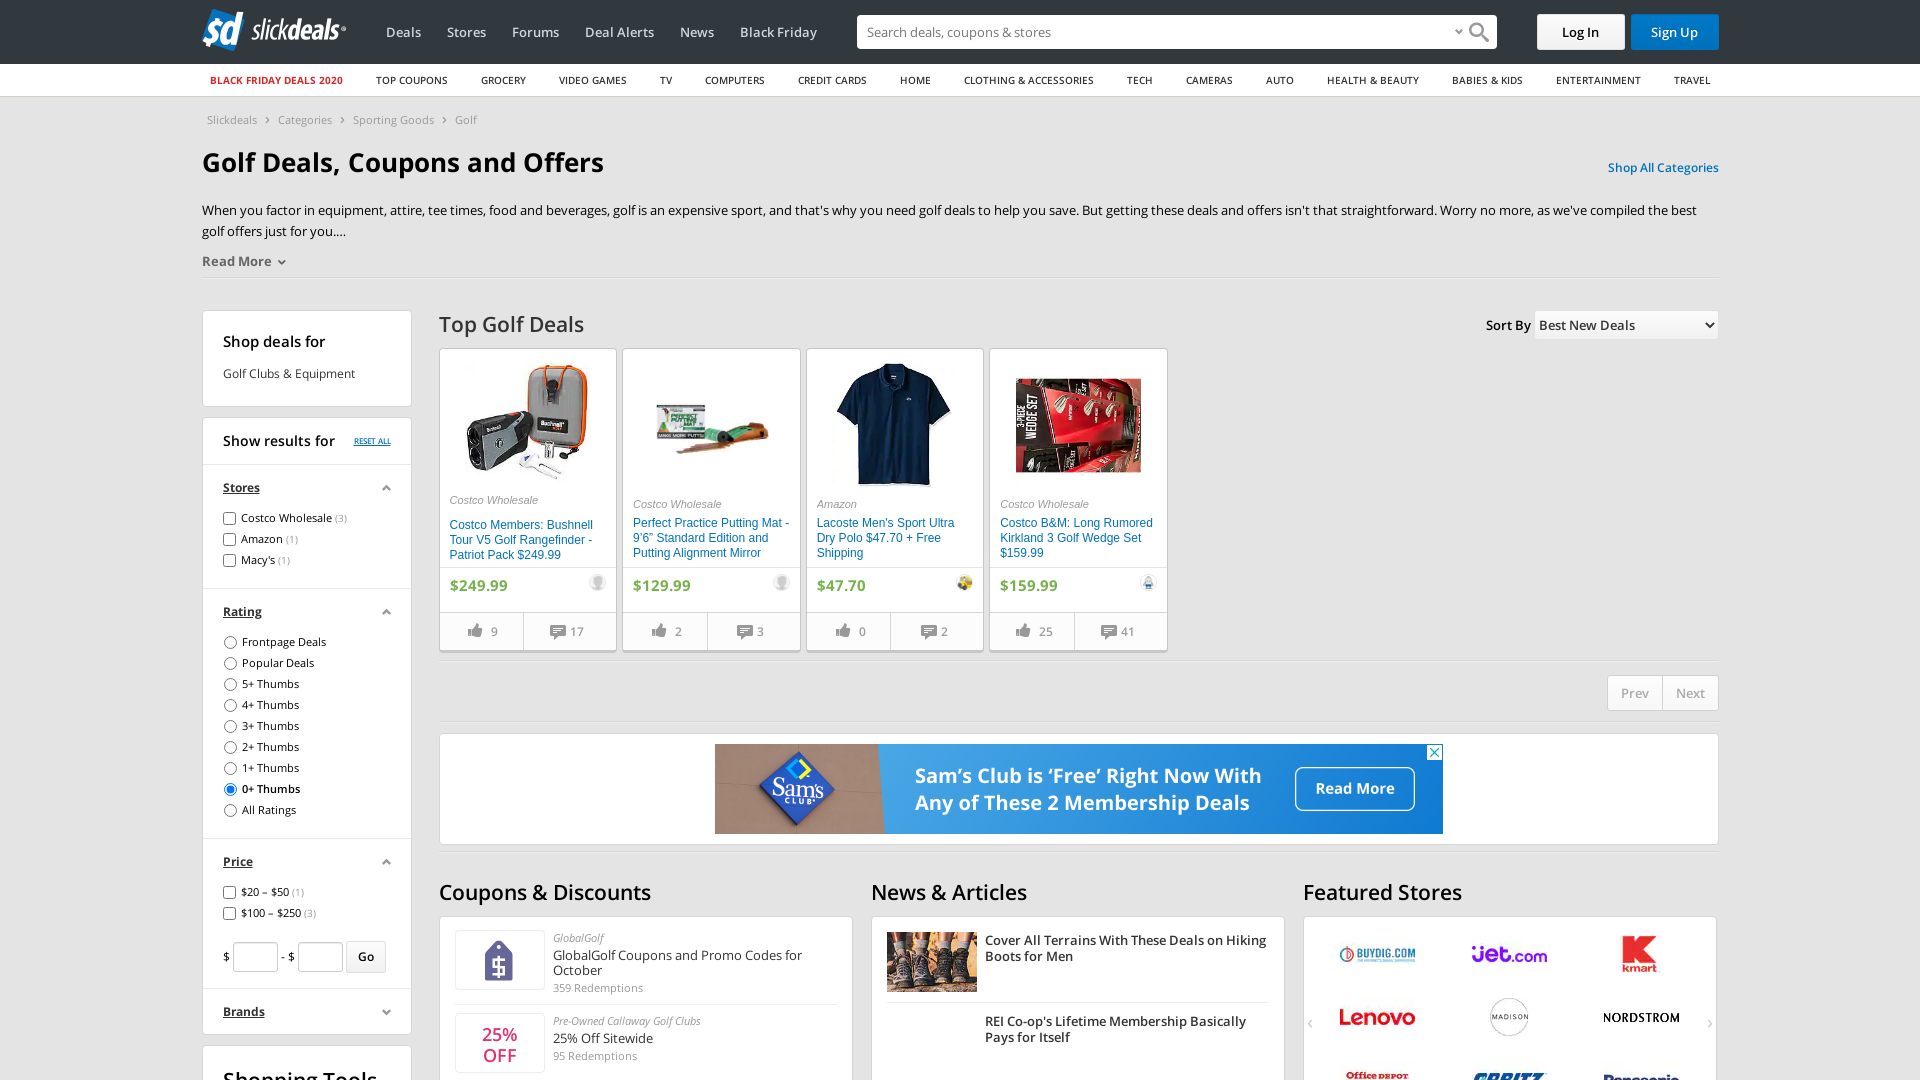 slickdeals
Deals
Stores
Forums
Deal Alerts
News
Black Friday
Search deals, coupons & stores
Log In
Sign Up
BLACK FRIDAY DEALS 2020
TOP COUPONS
GROCERY
VIDEO GAMES
TV
COMPUTERS
CREDIT CARDS
HOME
CLOTHING & ACCESSORIES
TECH
CAMERAS
AUTO
HEALTH & BEAUTY
BABIES & KIDS
ENTERTAINMENT
TRAVEL
Slickdeals > Categories > Sporting Goods > Golf
Golf Deals, Coupons and Offers
Shop All Categories
When you factor in equipment, attire, tee times, food and beverages, golf is an expensive sport, and that's why you need golf deals to help you save. But getting these deals and offers isn't that straightforward. Worry no more, as we've compiled the best
golf offers just for you....
Read More
Shop deals for
Golf Clubs & Equipment
Show results for
RESET ALL
Stores
Costco Wholesale (3)
Amazon (1)
Macy's (1)
Rating
Frontpage Deals
Popular Deals
5+ Thumbs
4+ Thumbs
3+ Thumbs
2+ Thumbs
1+ Thumbs
0+ Thumbs
All Ratings
Price
$20 – $50 (1)
$100 – $250 (3)
$ - $ Go
Brands
Shopping Tools
Top Golf Deals
Sort By Best New Deals
Costco Wholesale
Costco Members: Bushnell
Tour V5 Golf Rangefinder -
Patriot Pack $249.99
$249.99
9
17
PERFECT
PUTTING
MAT
Costco Wholesale
Perfect Practice Putting Mat -
9’6” Standard Edition and
Putting Alignment Mirror
$129.99
2
3
Amazon
Lacoste Men's Sport Ultra
Dry Polo $47.70 + Free
Shipping
$47.70
0
2
3-PIECE
WEDGE SET
Costco Wholesale
Costco B&M: Long Rumored
Kirkland 3 Golf Wedge Set
$159.99
$159.99
25
41
Prev
Next
Sam's
CLUB
Sam’s Club is ‘Free’ Right Now With
Any of These 2 Membership Deals
Read More
Coupons & Discounts
GlobalGolf
GlobalGolf Coupons and Promo Codes for
October
359 Redemptions
25%
OFF
Pre-Owned Callaway Golf Clubs
25% Off Sitewide
95 Redemptions
News & Articles
Cover All Terrains With These Deals on Hiking
Boots for Men
REI Co-op's Lifetime Membership Basically
Pays for Itself
Featured Stores
BUYDIG.COM
Jet.com
K
kmart
Lenovo
MADISON
NORDSTROM
Office DEPOT
ORBITZ
Panasonic